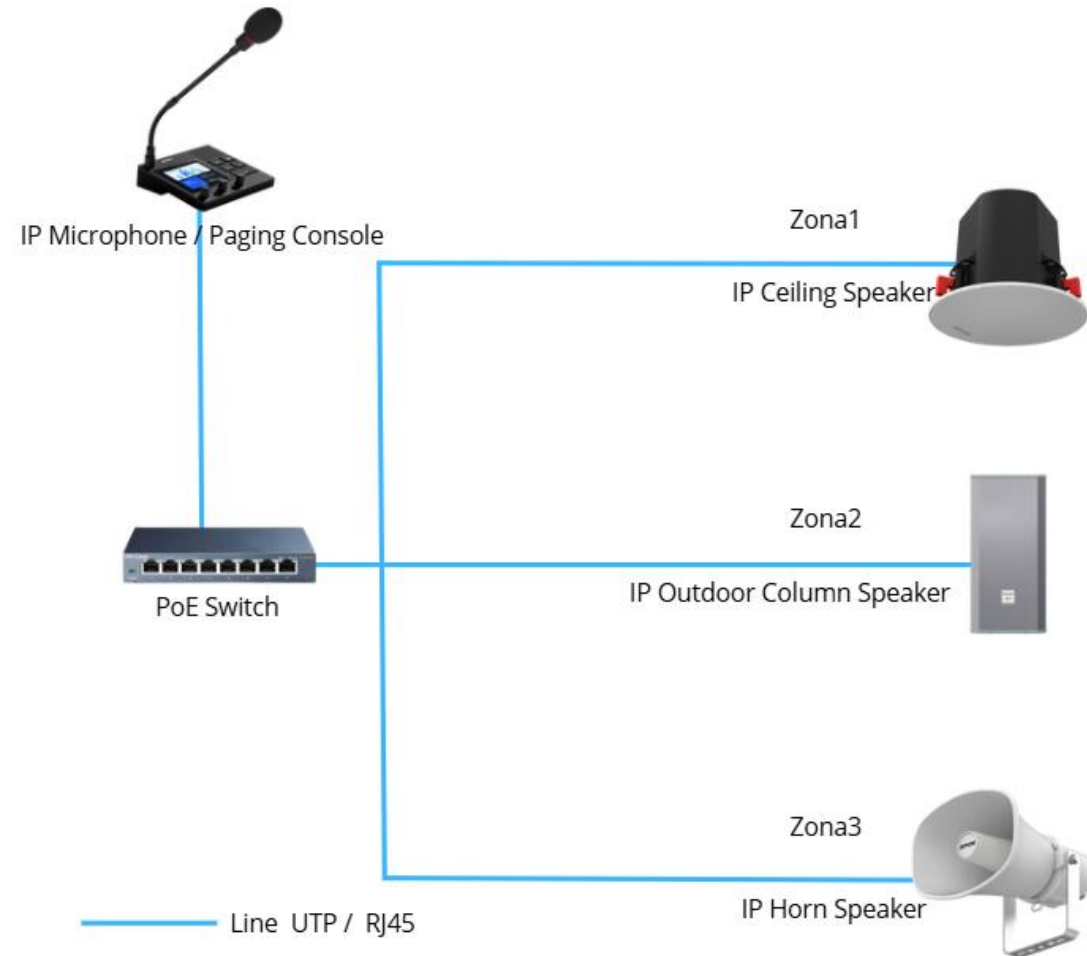 IP Microphone / Paging Console
Zona1
IP Ceiling Speaker
Zona2
IP Outdoor Column Speaker
PoE Switch
Zona3
IP Horn Speaker
Line UTP / RJ45